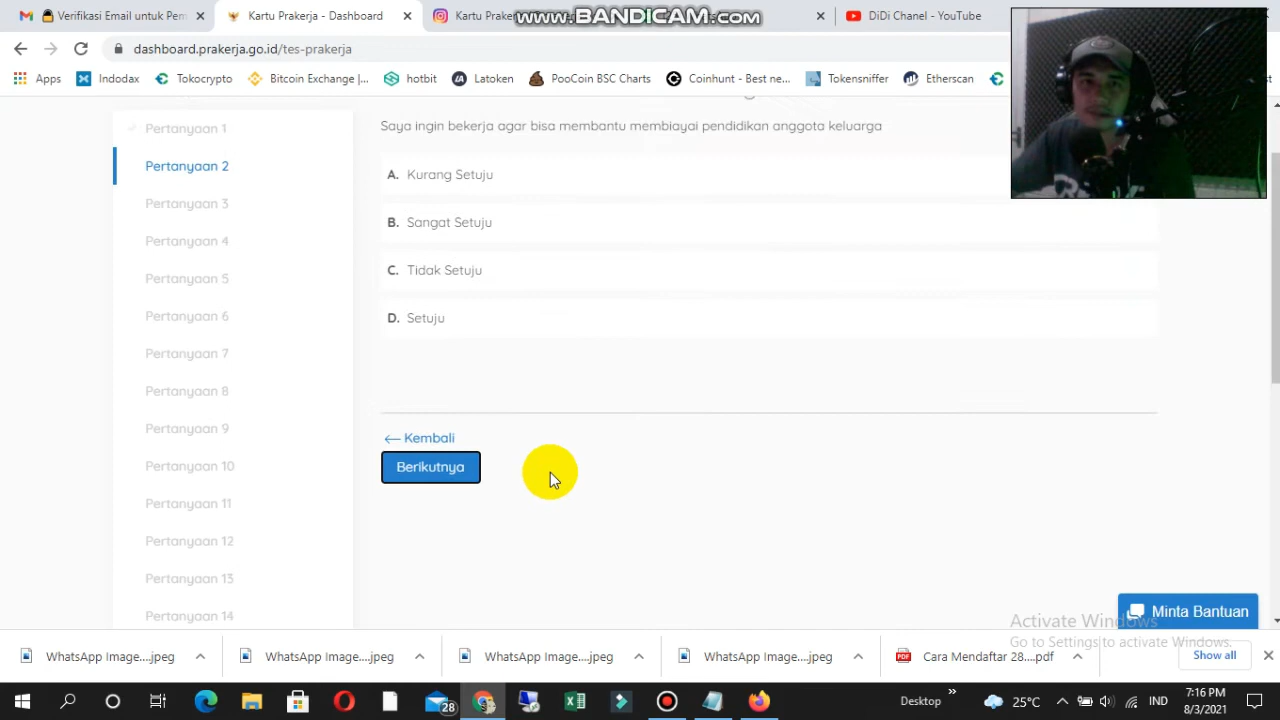 Verifikasi Email untuk Pem
Kartu Prakerja - Dashboard
Kartu Prake
www.BANDICAM.com
DiDi Chanel - YouTube
dashboard.prakerja.go.id/tes-prakerja
Apps
Indodax
Tokocrypto
Bitcoin Exchange |...
hotbit
Latoken
PooCoin BSC Charts
CoinHunt - Best ne...
Tokensniffer
Etherscan
Pertanyaan 1
Pertanyaan 2
Pertanyaan 3
Pertanyaan 4
Pertanyaan 5
Pertanyaan 6
Pertanyaan 7
Pertanyaan 8
Pertanyaan 9
Pertanyaan 10
Pertanyaan 11
Pertanyaan 12
Pertanyaan 13
Pertanyaan 14
Saya ingin bekerja agar bisa membantu membiayai pendidikan anggota keluarga
A. Kurang Setuju
B. Sangat Setuju
C. Tidak Setuju
D. Setuju
Kembali
Berikutnya
Minta Bantuan
Activate Windows
Go to Settings to activate Windows.
WhatsApp Image....jpeg
WhatsApp Image....jpeg
WhatsApp Image....jpeg
WhatsApp Image....jpeg
Cara Mendaftar 28....pdf
Show all
28
Desktop
25°C
IND
7:16 PM
8/3/2021